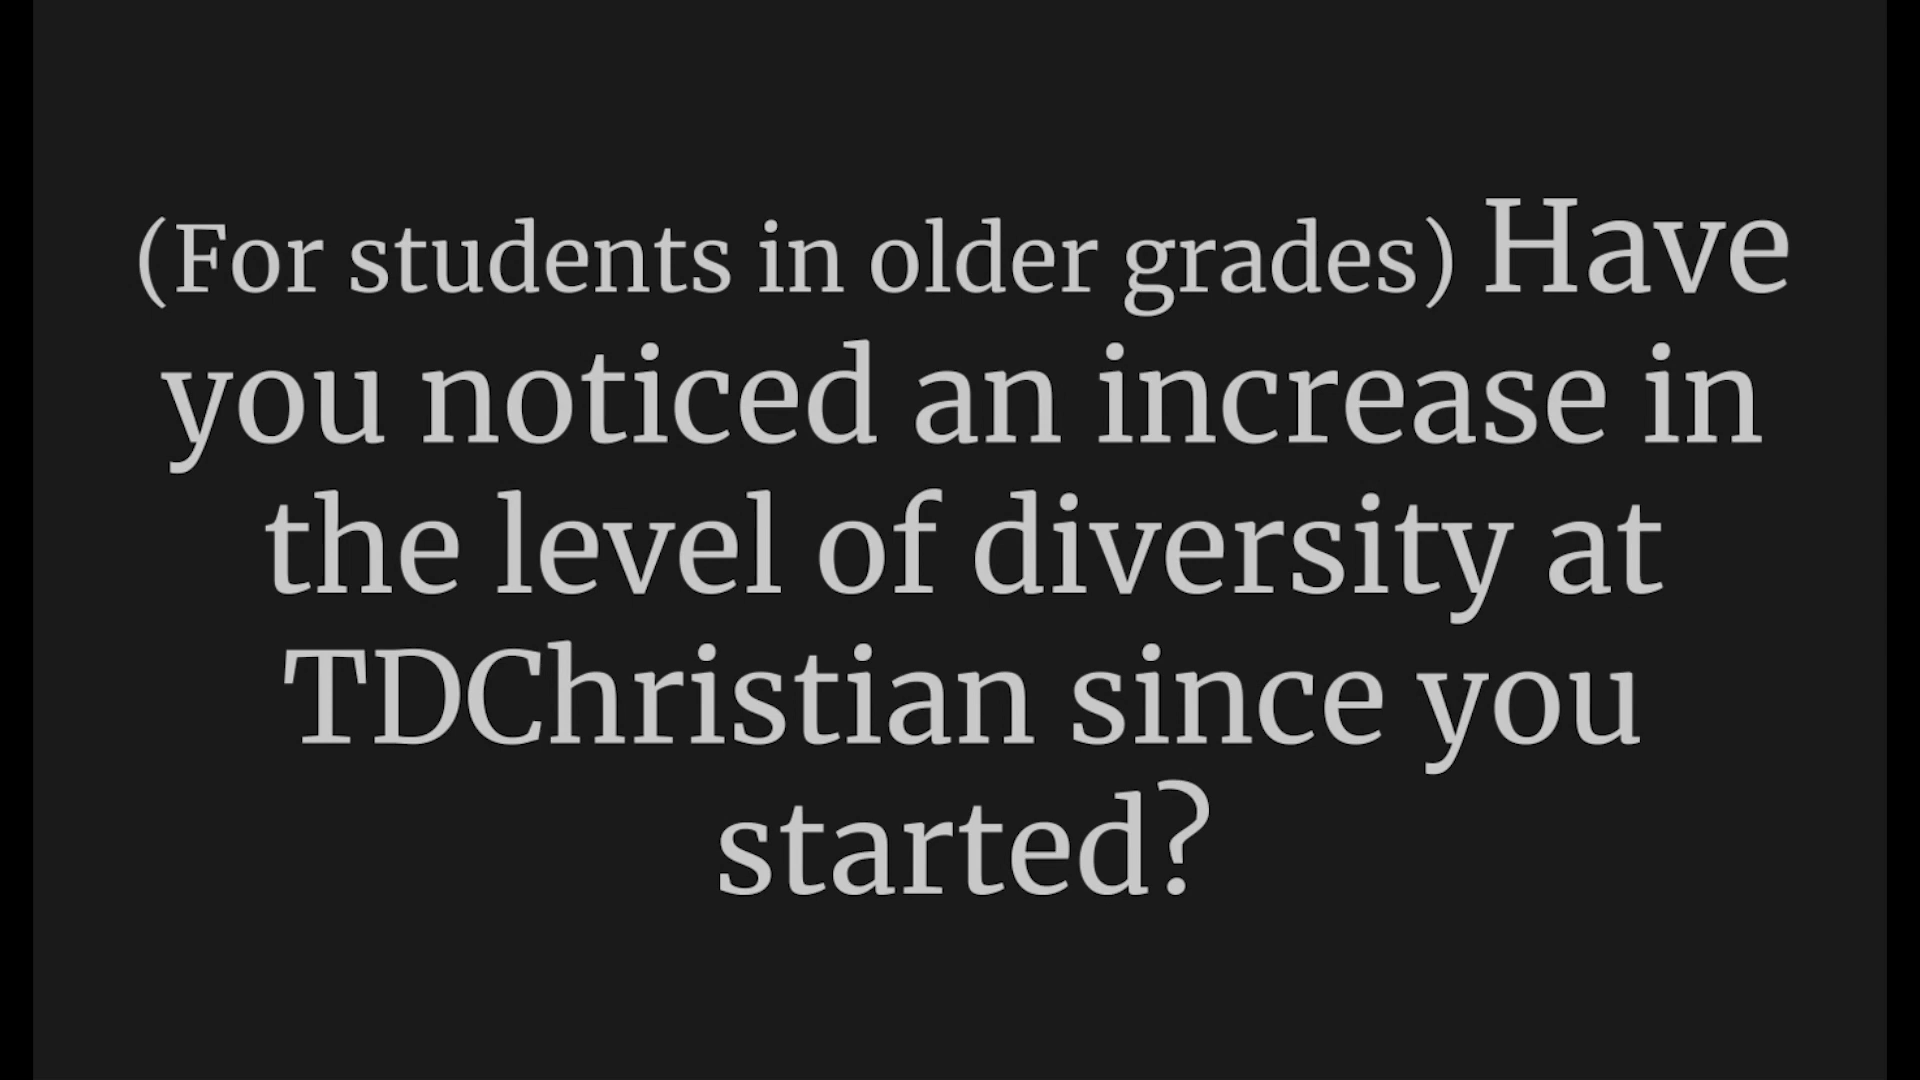 (For students in older grades) Have
you noticed an increase in
the level of diversity at
TDChristian since you
started?